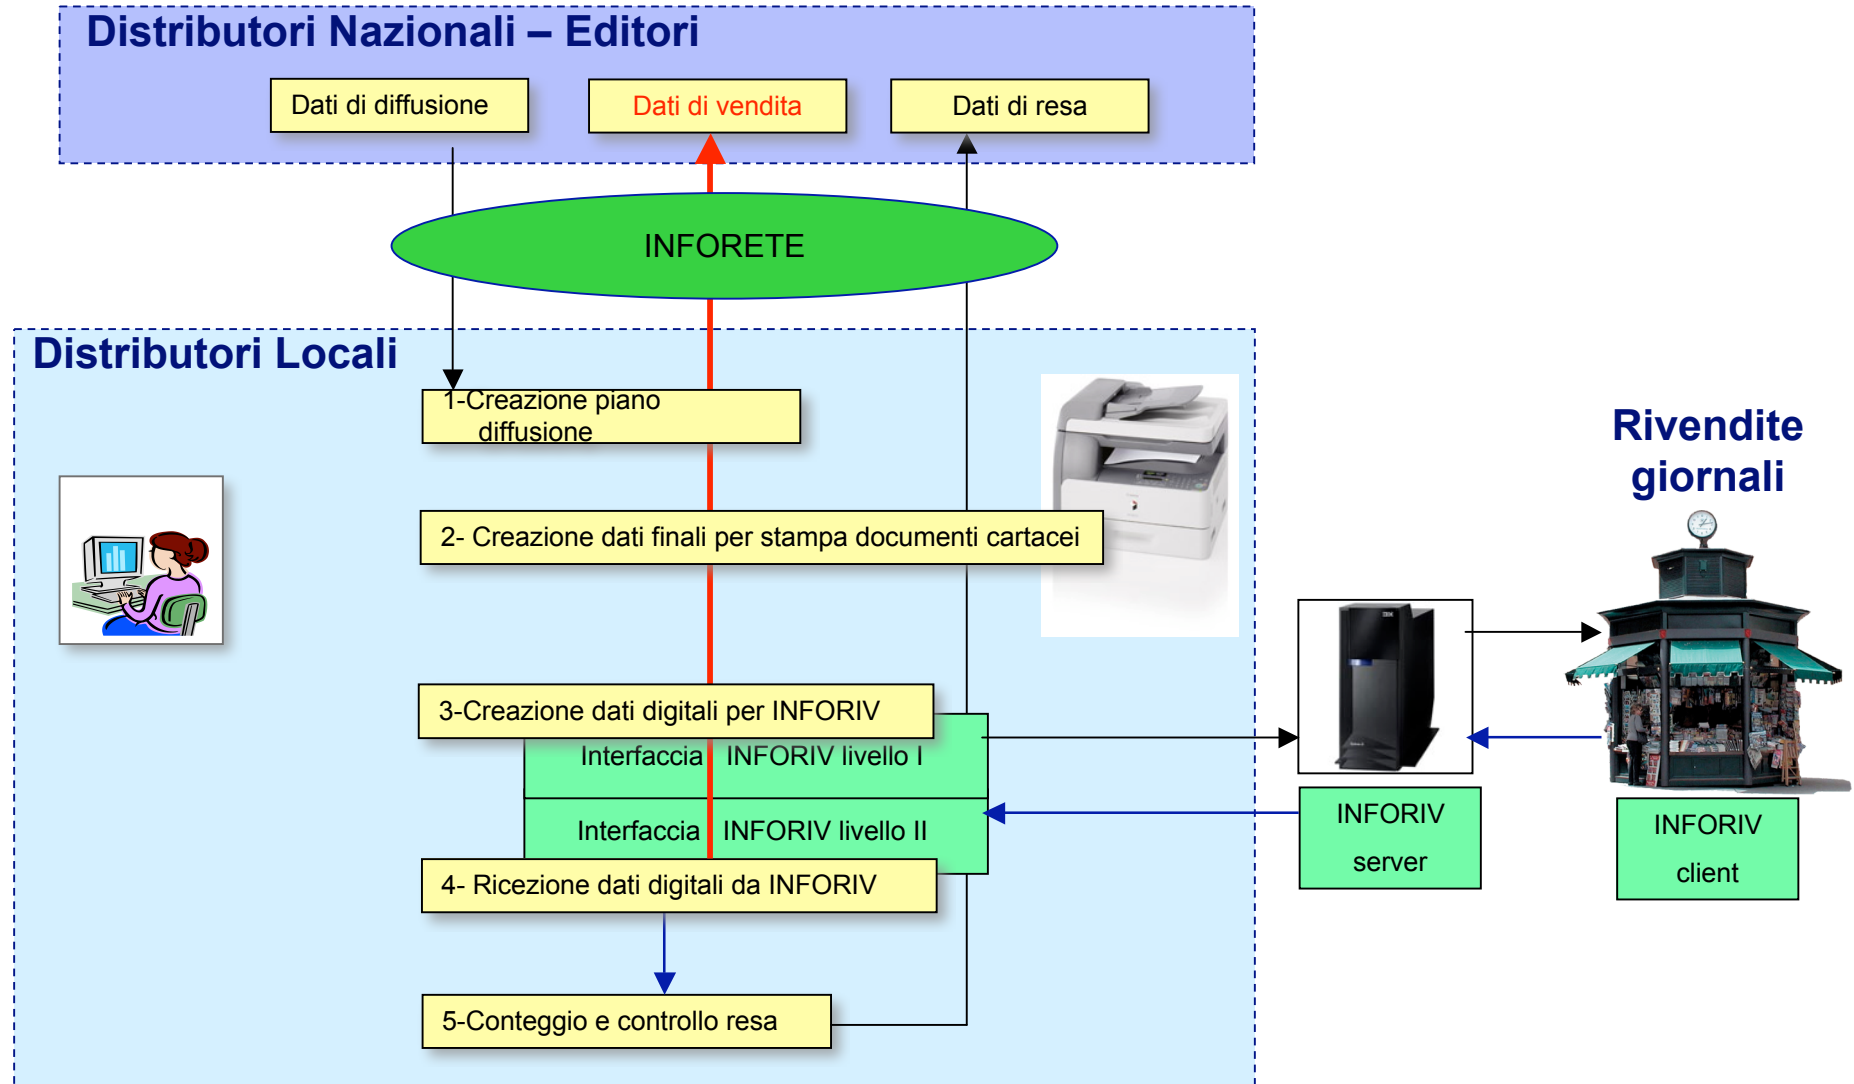 Distributori Nazionali – Editori
Dati di diffusione
Dati di vendita
Dati di resa
INFORETE
Distributori Locali
1-Creazione piano
diffusione
2- Creazione dati finali per stampa documenti cartacei
Rivendite
giornali
3-Creazione dati digitali per INFORIV
Interfaccia INFORIV livello I
Interfaccia INFORIV livello II
4- Ricezione dati digitali da INFORIV
5-Conteggio e controllo resa
IBM
INFORIV
server
INFORIV
client